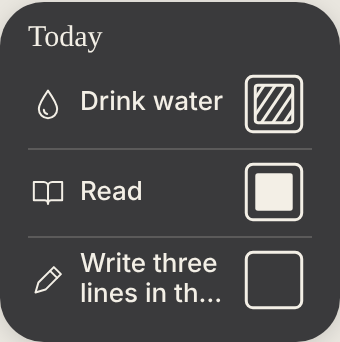 Today
Drink water
Read
Write three
lines in th...